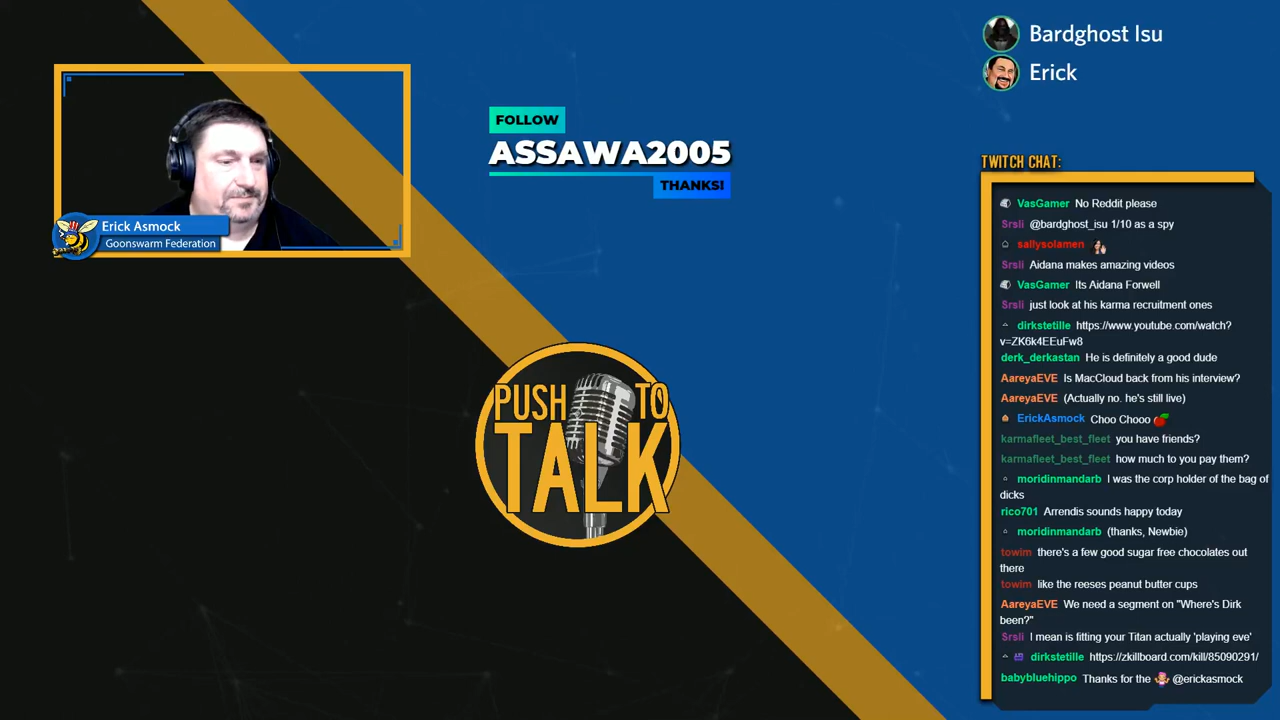 Bardghost Isu
Erick
FOLLOW
ASSAWA2005
THANKS!
Erick Asmock
Goonswarm Federation
PUSH TO
TALK
TWITCH CHAT:
VasGamer No Reddit please
Srsli @bardghost_isu 1/10 as a spy
sallysolamen
Srsli Aidana makes amazing videos
VasGamer Its Aidana Forwell
Srsli just look at his karma recruitment ones
dirkstetille https://www.youtube.com/watch?
v=ZK6k4EEuFw8
derk_derkastan He is definitely a good dude
AareyaEVE Is MacCloud back from his interview?
AareyaEVE (Actually no. he's still live)
ErickAsmock Choo Chooo
karmafleet_best_fleet you have friends?
karmafleet_best_fleet how much to you pay them?
moridinmandarb I was the corp holder of the bag of
dicks
rico701 Arrendis sounds happy today
moridinmandarb (thanks, Newbie)
towim there's a few good sugar free chocolates out
there
towim like the reeses peanut butter cups
AareyaEVE We need a segment on "Where's Dirk
been?"
Srsli I mean is fitting your Titan actually 'playing eve'
dirkstetille https://zkillboard.com/kill/85090291/
babybluehippo Thanks for the @erickasmock